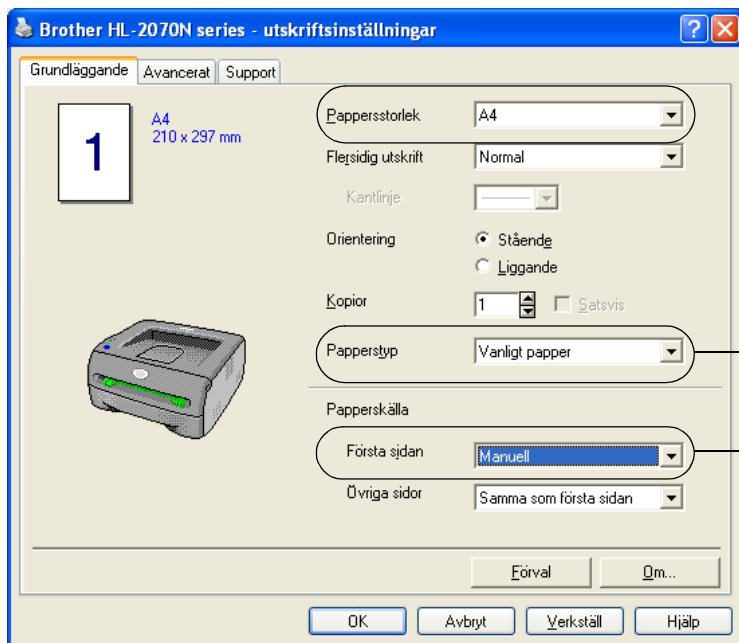 Brother HL-2070N series - utskriftsinställningar
Grundläggande Avancerat Support
1
A4
210 x 297 mm
Pappersstorlek A4
Flersidig utskrift Normal
Kantlinje
Orientering Stående
Liggande
Kopior 1 Satsvis
Papperstyp Vanligt papper
Papperskälla
Första sidan Manuell
Övriga sidor Samma som första sidan
Förval Om...
OK Avbryt Verkställ Hjälp